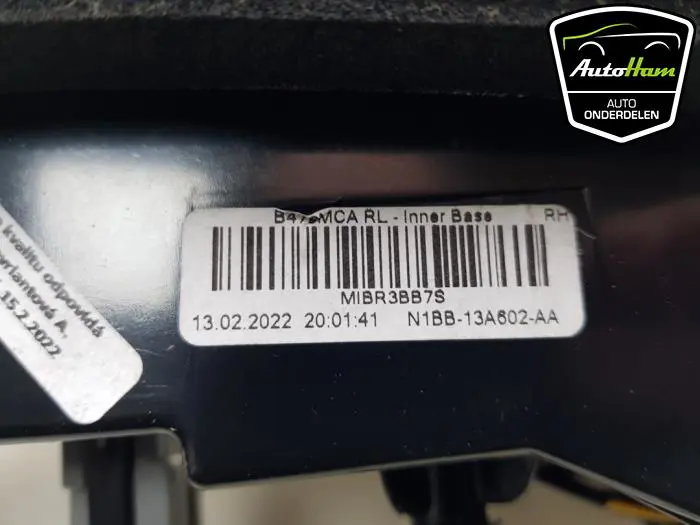 AutoHam
AUTO
ONDERDELEN
B479MCA RL - Inner Base RH
MIBR3BB7S
13.02.2022 20:01:41 N1BB-13A602-AA
kvalitu odpovídá
A.
15.2.2022